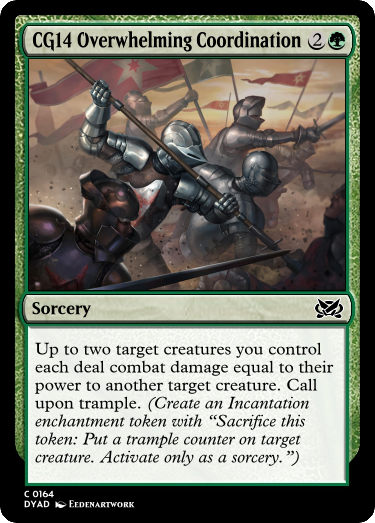 CG14 Overwhelming Coordination 2
Sorcery
Up to two target creatures you control
each deal combat damage equal to their
power to another target creature. Call
upon trample. (Create an Incantation
enchantment token with “Sacrifice this
token: Put a trample counter on target
creature. Activate only as a sorcery.”)
C 0164
DYAD Eedenartwork